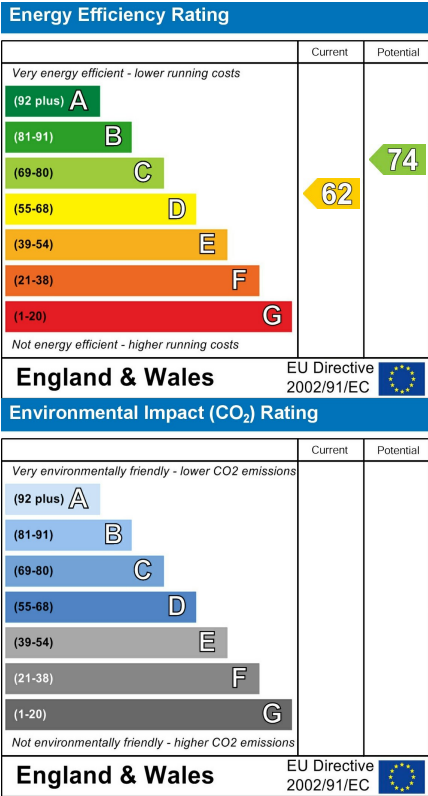 Energy Efficiency Rating
Current Potential
Very energy efficient - lower running costs
(92 plus) A
(81-91) B
(69-80) C
(55-68) D
(39-54) E
(21-38) F
(1-20) G
62
74
Not energy efficient - higher running costs
England & Wales
EU Directive
2002/91/EC
Environmental Impact (CO₂) Rating
Current Potential
Very environmentally friendly - lower CO2 emissions
(92 plus) A
(81-91) B
(69-80) C
(55-68) D
(39-54) E
(21-38) F
(1-20) G
Not environmentally friendly - higher CO2 emissions
England & Wales
EU Directive
2002/91/EC